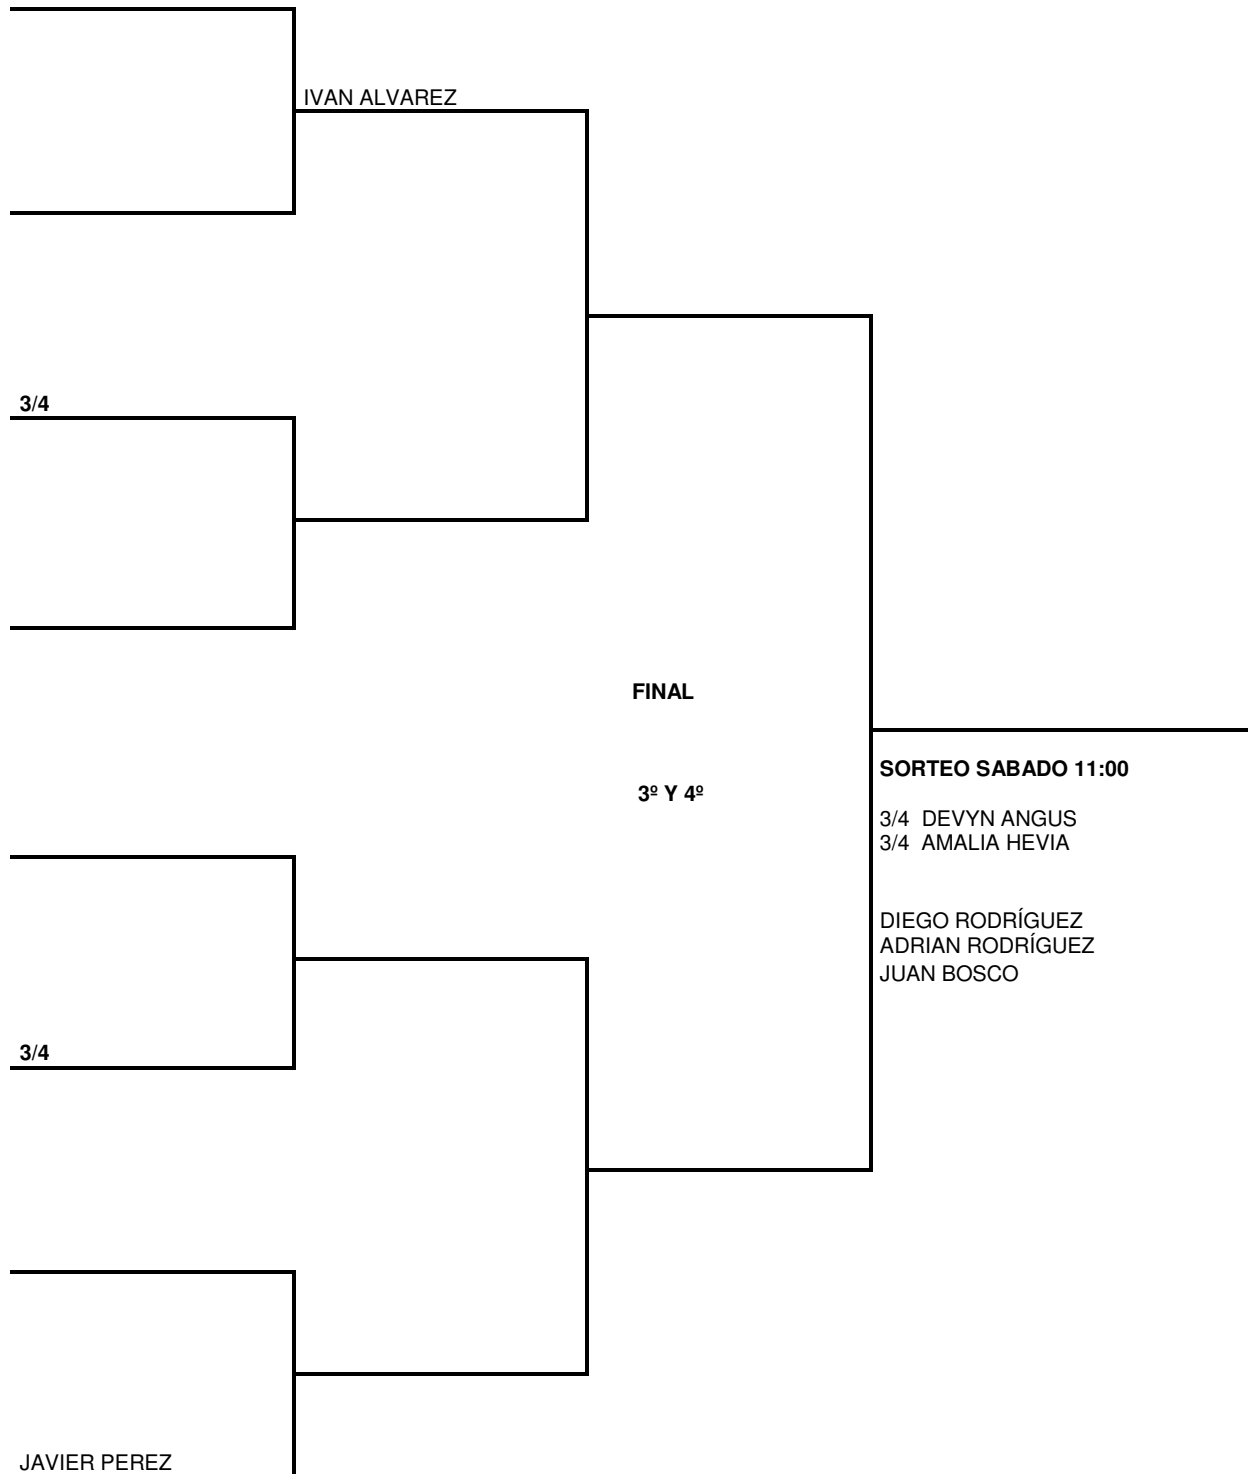 IVAN ALVAREZ
3/4
FINAL
SORTEO SABADO 11:00
3º Y 4º
3/4 DEVYN ANGUS
3/4 AMALIA HEVIA
DIEGO RODRÍGUEZ
ADRIAN RODRÍGUEZ
JUAN BOSCO
3/4
JAVIER PEREZ